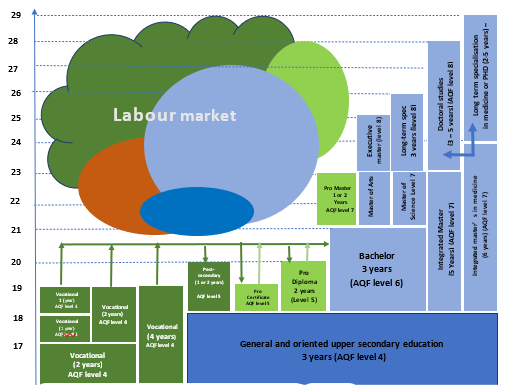 29
28
27
26
25
24
23
22
21
20
19
18
17
Labour market
Vocational
1 year)
AQF level 4
Vocational
(1 year)
Vocational
(2 years)
AQF level 4
Vocational
(2 years)
AQF level 4
Vocational
(4 years)
AQF level 4
Post-
secondary
(1 or 2 years)
AQF level5
Pro
Certificate
AQF level 5
Pro
Diploma
2 years
(Level 5)
Pro Master
1 or 2
Years
AQF level 7
Executive
master (level 8)
Long-term spec
3 years (level 8)
Master of Arts
Master of
Science Level 7
Bachelor
3 years
(AQF level 6)
Doctoral studies
(3 – 5 years) (AQF level 8)
Integrated Master
(5 Years) (AQF level 7)
Long term specialisation
in medicine or PHD (2-5 years) –
Integrated master's in medicine
(6 years) (AQF level 7)
General and oriented upper secondary education
3 years (AQF level 4)